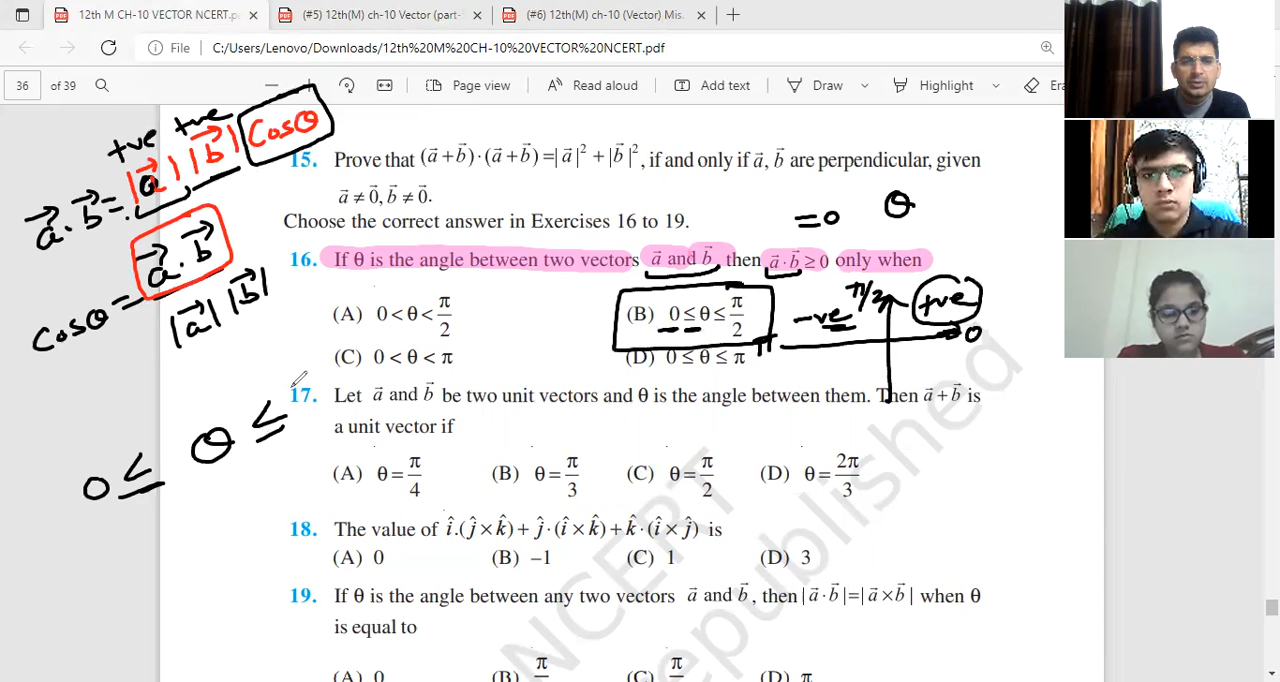 12th M CH-10 VECTOR NCERT.p
(#5) 12th(M) ch-10 Vector (part-
(#6) 12th(M) ch-10 (Vector) Mis.
File C:/Users/Lenovo/Downloads/12th%20M%20CH-10%20VECTOR%20NCERT.pdf
36 of 39 Page view Read aloud Add text Draw Highlight Era
+ve +ve
a⃗ . b⃗ = |a⃗| |b⃗| Cosθ
Cosθ = a⃗ . b⃗
|a⃗| |b⃗|
0 ≤ θ ≤
15. Prove that (a⃗ + b⃗) · (a⃗ + b⃗) = |a⃗|² + |b⃗|², if and only if a⃗, b⃗ are perpendicular, given
a⃗ ≠ 0⃗, b⃗ ≠ 0⃗.
Choose the correct answer in Exercises 16 to 19.
=0 θ
16. If θ is the angle between two vectors a⃗ and b⃗, then a⃗ · b⃗ ≥ 0 only when
(A) 0 < θ < π/2 (B) 0 ≤ θ ≤ π/2
-ve π/2 +ve
π 0
(C) 0 < θ < π (D) 0 ≤ θ ≤ π
17. Let a⃗ and b⃗ be two unit vectors and θ is the angle between them. Then a⃗ + b⃗ is
a unit vector if
(A) θ = π/4 (B) θ = π/3 (C) θ = π/2 (D) θ = 2π/3
18. The value of î.(ĵ × k̂) + ĵ · (î × k̂) + k̂ · (î × ĵ) is
(A) 0 (B) –1 (C) 1 (D) 3
19. If θ is the angle between any two vectors a⃗ and b⃗, then |a⃗ · b⃗| = |a⃗ × b⃗| when θ
is equal to
(A) 0 (B) π (C) π (D) π
NCERT
published